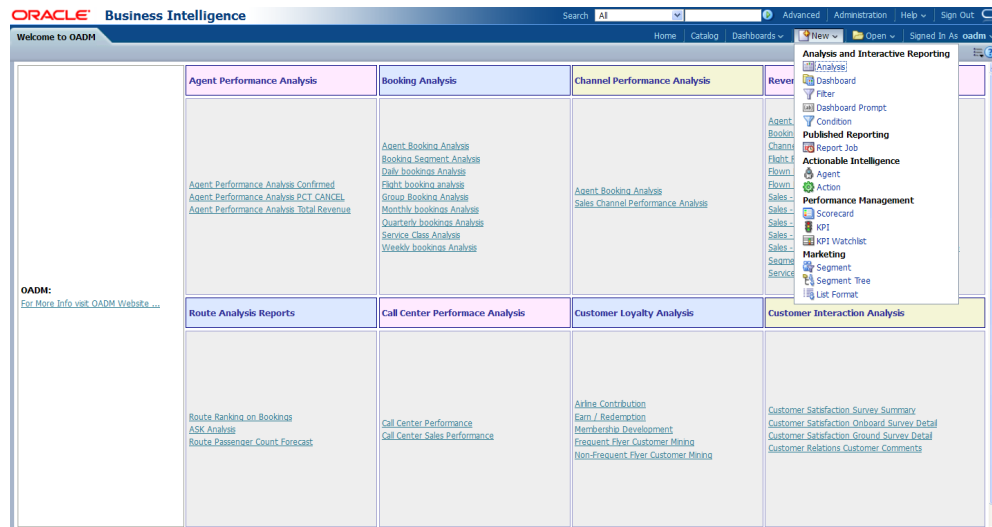 ORACLE Business Intelligence
Search All Advanced Administration Help Sign Out
Welcome to OADM
Home Catalog Dashboards New Open Signed In As oadm
Analysis and Interactive Reporting
Analysis
Dashboard
Filter
Dashboard Prompt
Condition
Published Reporting
Report Job
Actionable Intelligence
Agent
Action
Performance Management
Scorecard
KPI
KPI Watchlist
Marketing
Segment
Segment Tree
List Format
OADM:
For More Info visit OADM Website ...
Agent Performance Analysis
Agent Performance Analysis Confirmed
Agent Performance Analysis PCT CANCEL
Agent Performance Analysis Total Revenue
Booking Analysis
Agent Booking Analysis
Booking Segment Analysis
Daily bookings Analysis
Flight booking analysis
Group Booking Analysis
Monthly bookings Analysis
Quarterly bookings Analysis
Service Class Analysis
Weekly bookings Analysis
Channel Performance Analysis
Agent Booking Analysis
Sales Channel Performance Analysis
Agent
Flown
Flown
Sales -
Sales -
Sales -
Sales -
Sales -
Service
Route Analysis Reports
Route Ranking on Bookings
ASK Analysis
Route Passenger Count Forecast
Call Center Performace Analysis
Call Center Performance
Call Center Sales Performance
Customer Loyalty Analysis
Airline Contribution
Earn / Redemption
Membership Development
Frequent Flyer Customer Mining
Non-Frequent Flyer Customer Mining
Customer Interaction Analysis
Customer Satisfaction Survey Summary
Customer Satisfaction Onboard Survey Detail
Customer Satisfaction Ground Survey Detail
Customer Relations Customer Comments